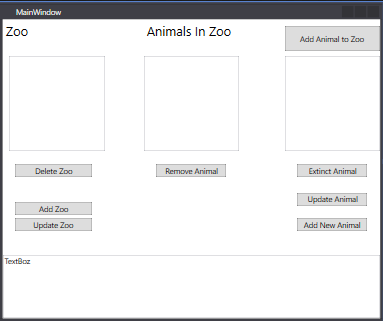 MainWindow
Zoo
Animals In Zoo
Add Animal to Zoo
Delete Zoo
Remove Animal
Extinct Animal
Update Animal
Add Zoo
Update Zoo
Add New Animal
TextBoz